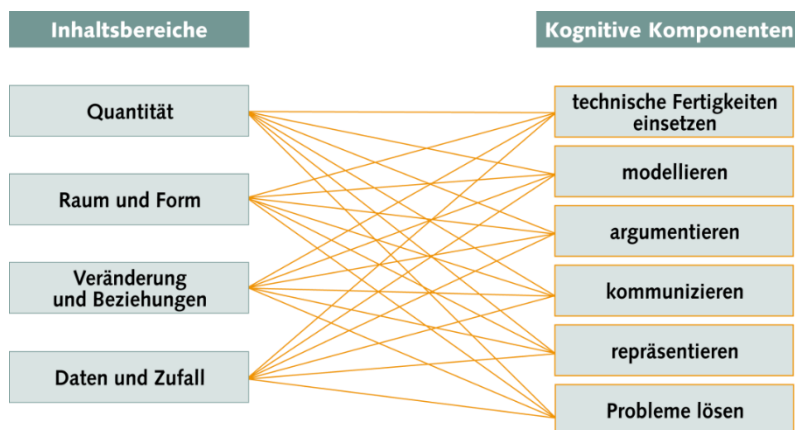 Inhaltsbereiche
Quantität
Raum und Form
Veränderung
und Beziehungen
Daten und Zufall
Kognitive Komponenten
technische Fertigkeiten
einsetzen
modellieren
argumentieren
kommunizieren
repräsentieren
Probleme lösen